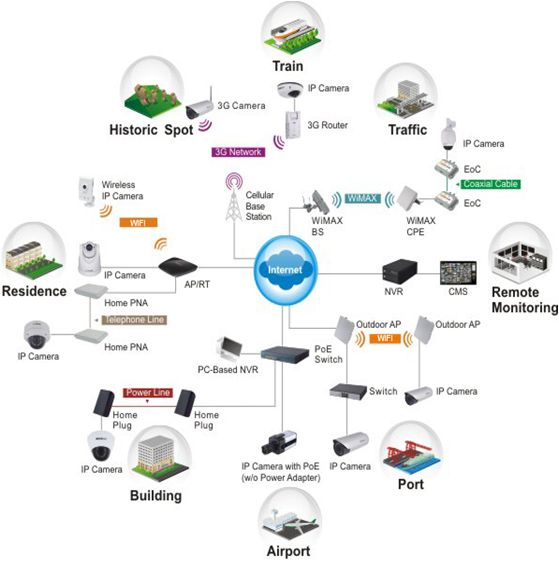 Train
IP Camera
3G Camera
3G Router
Historic Spot
Traffic
IP Camera
3G Network
EoC
Coaxial Cable
EoC
Wireless
IP Camera
WiFi
Cellular
Base
Station
WiMAX
WiMAX
BS
WiMAX
CPE
Internet
IP Camera
AP/RT
Residence
Home PNA
NVR
CMS
Remote
Monitoring
Telephone Line
IP Camera
Home PNA
Outdoor AP
WiFi
Outdoor AP
PC-Based NVR
PoE
Switch
Switch
IP Camera
Power Line
Home
Plug
Home
Plug
IP Camera
Building
IP Camera with PoE
(w/o Power Adapter)
IP Camera
Port
Airport